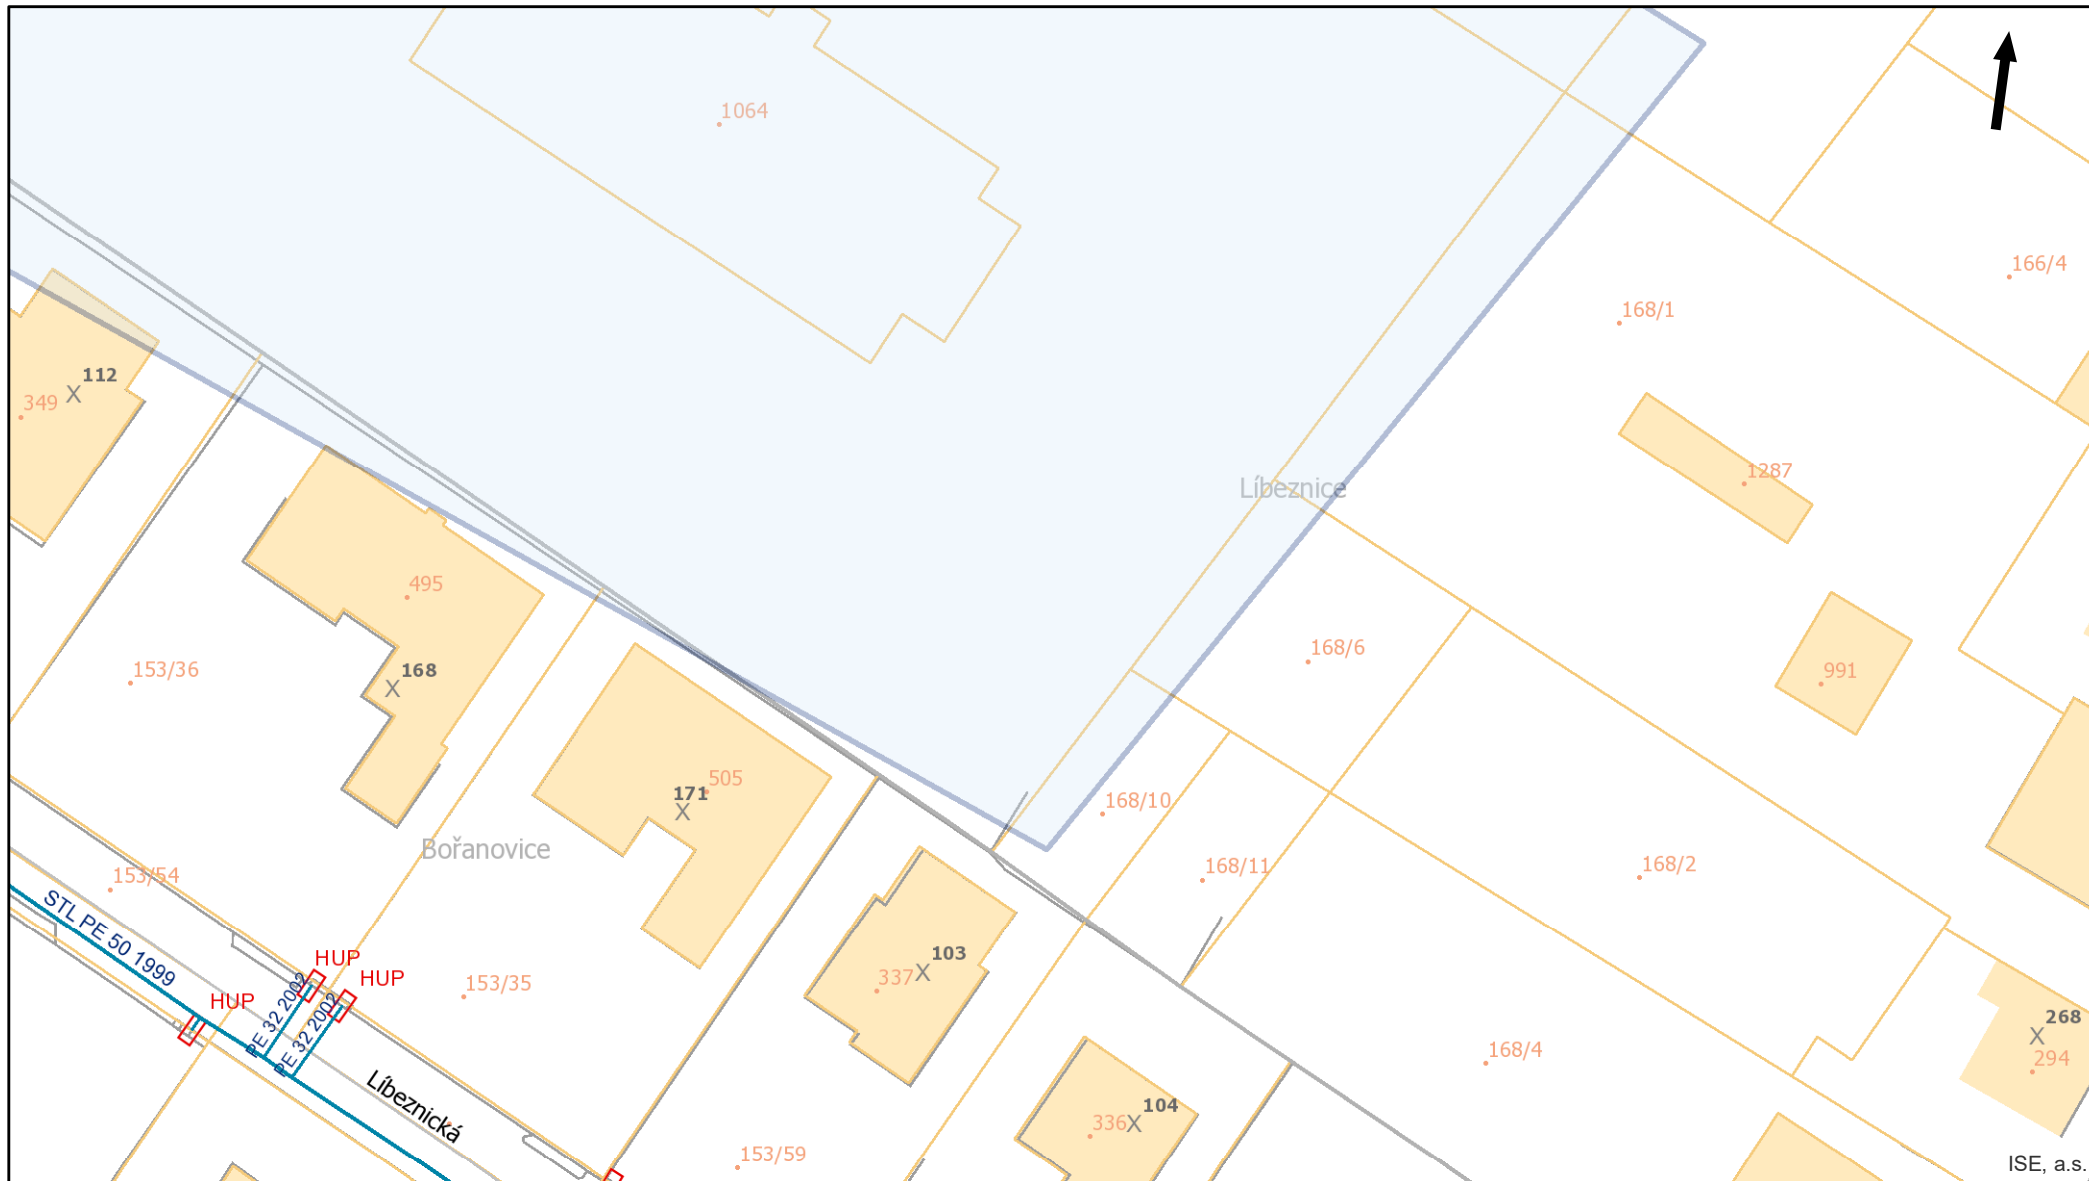 1064
166/4
168/1
112
349
1287
Líbeznice
495
168/6
153/36
168
991
505
171
168/10
Bořanovice
168/11
168/2
153/54
STL PE 50 1999
103
337
HUP
HUP
153/35
HUP
PE 32 2002
PE 32 2002
268
294
168/4
Líbeznická
104
336
153/59
ISE, a.s.